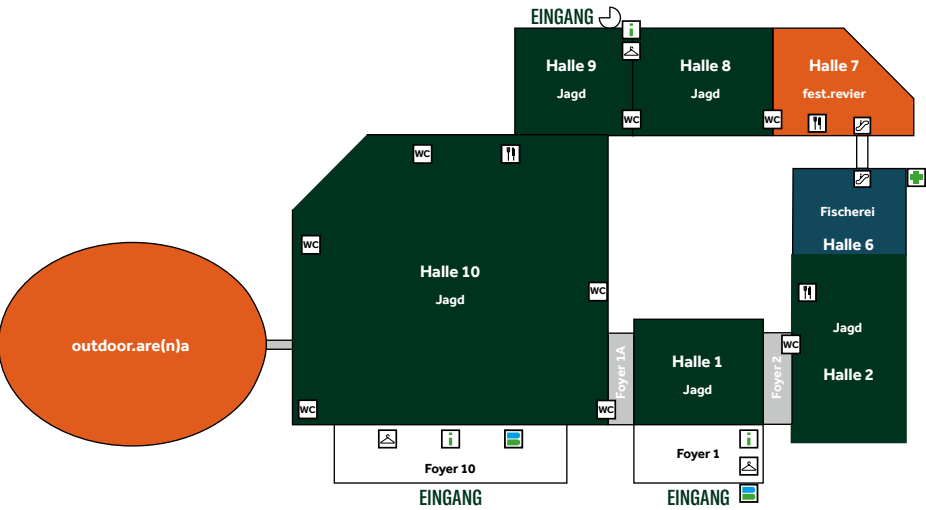 EINGANG
i
Halle 9
Jagd
Halle 8
Jagd
Halle 7
fest.revier
WC
WC
WC
Fischerei
Halle 6
WC
Halle 10
Jagd
WC
Jagd
Halle 2
WC
outdoor.are(n)a
Foyer 1A
Halle 1
Jagd
Foyer 2
WC
WC
i
Foyer 10
EINGANG
Foyer 1
i
EINGANG